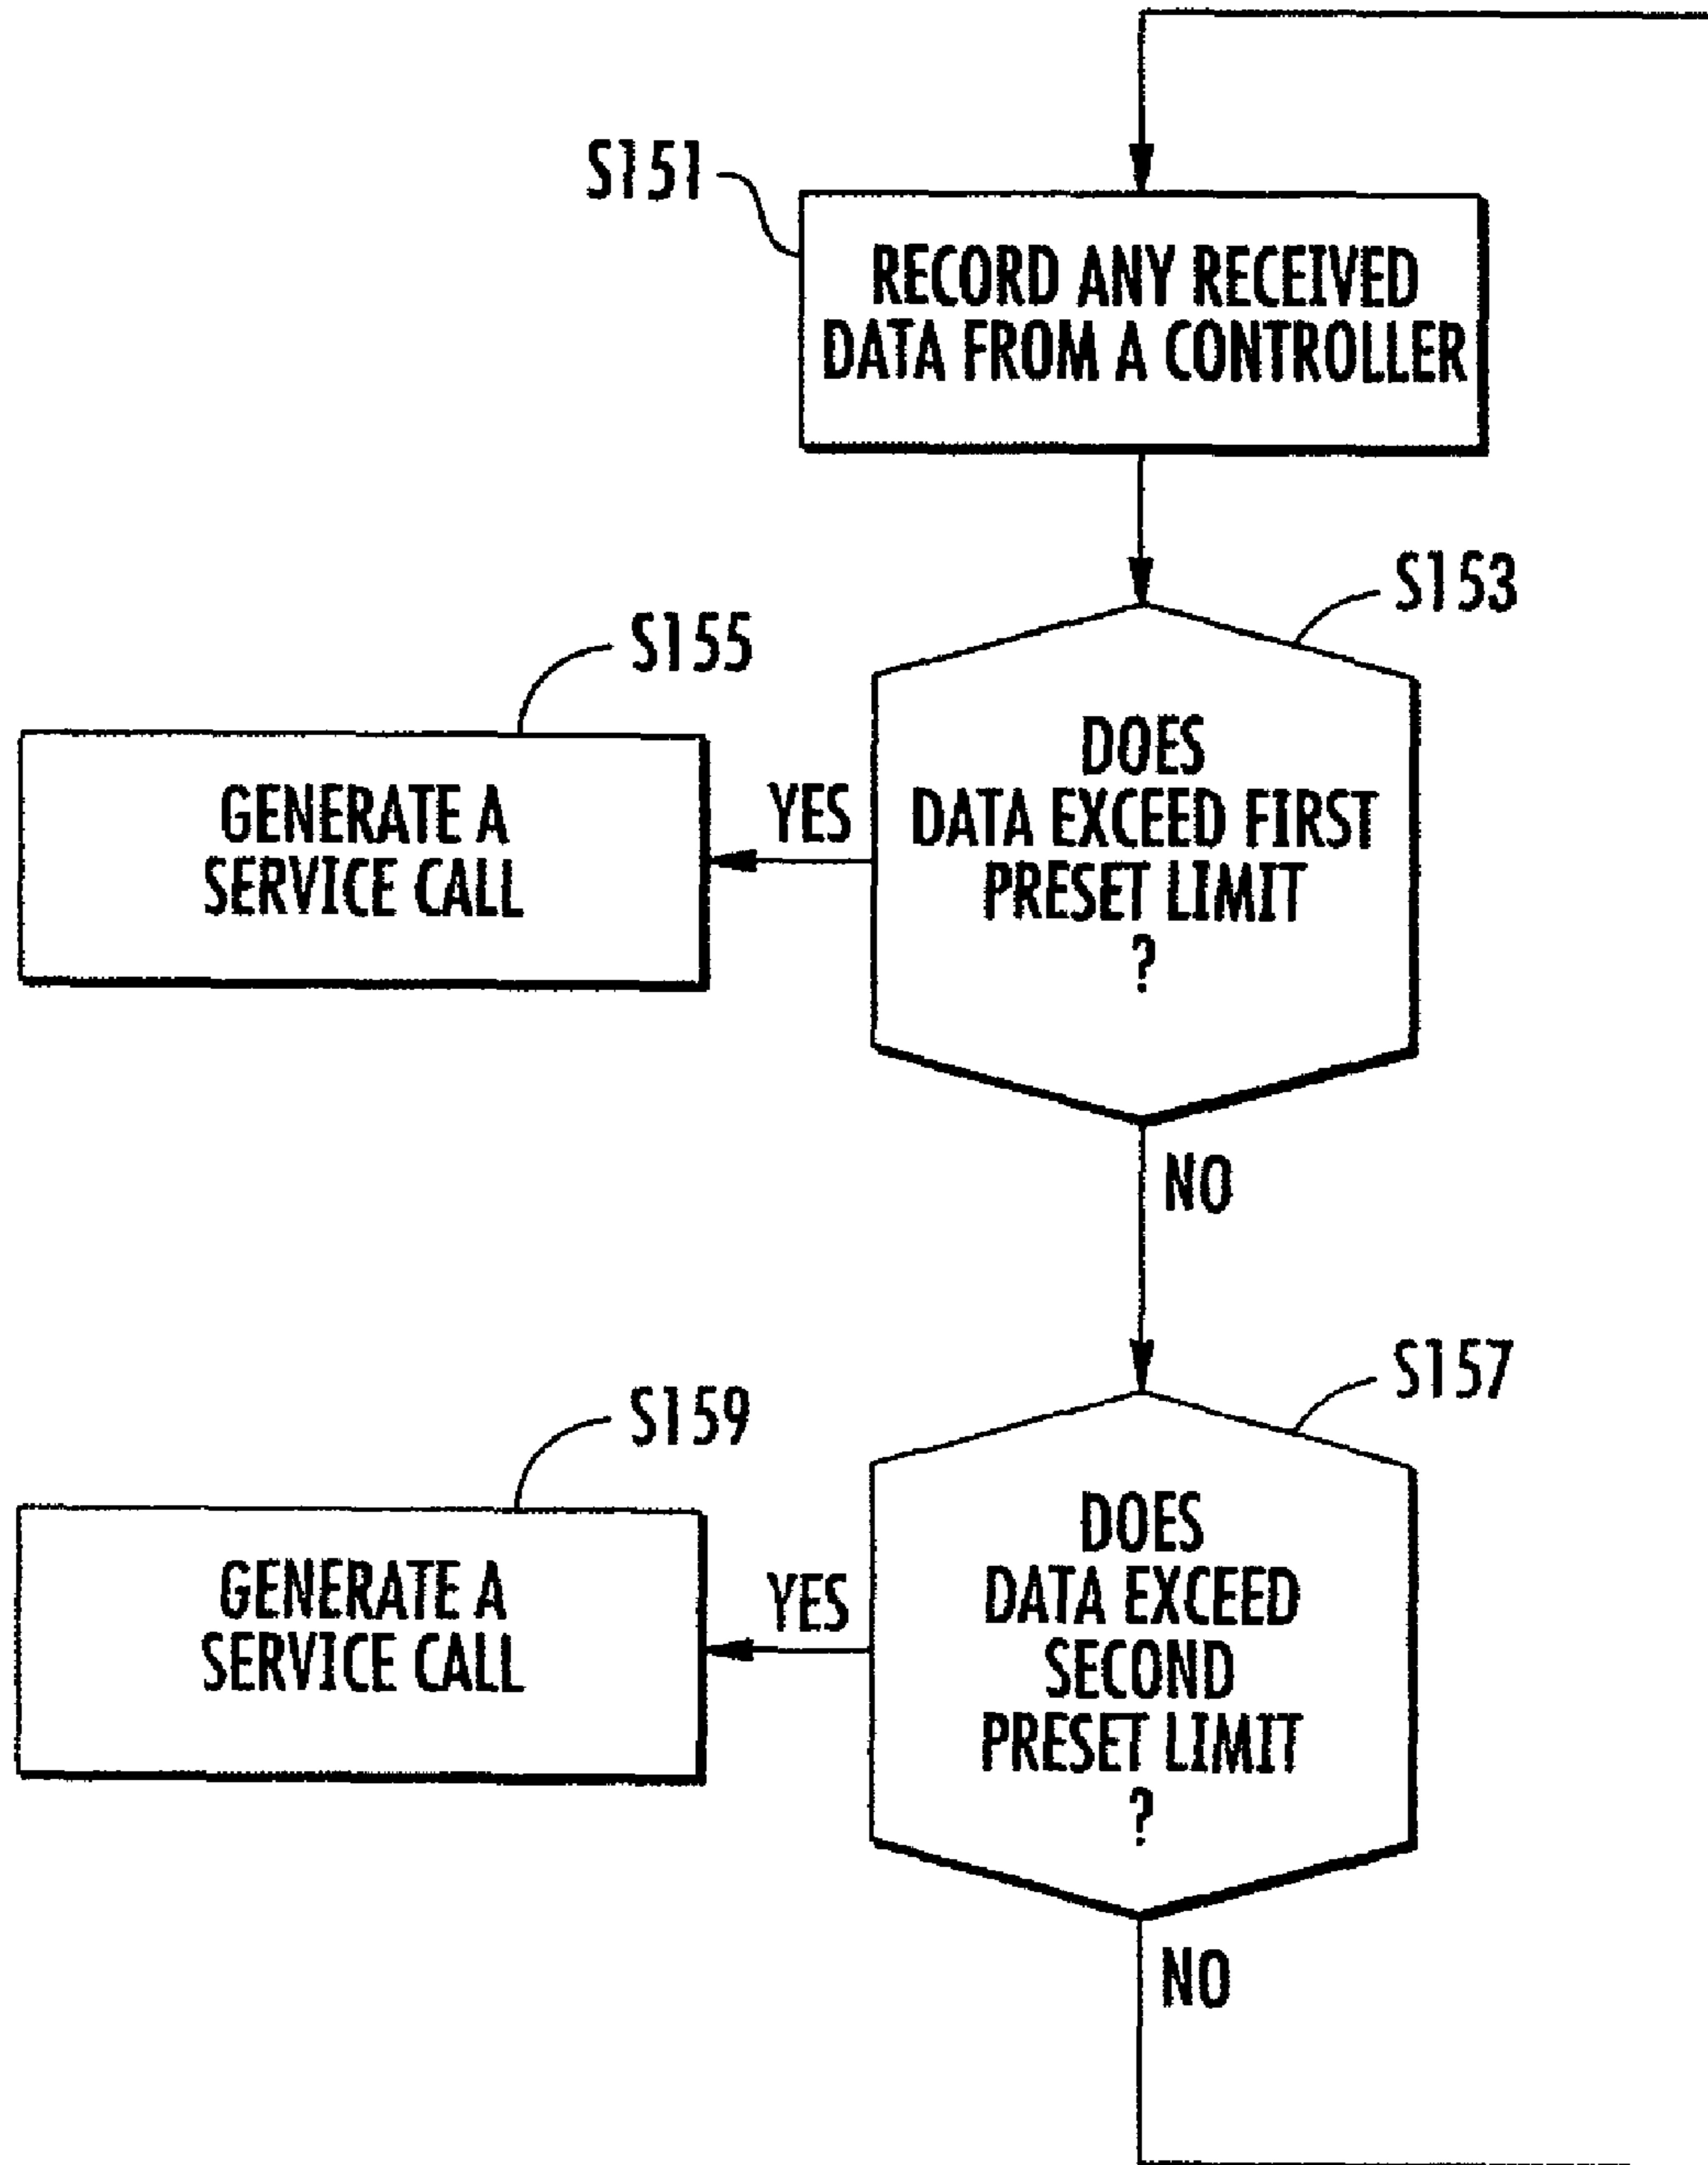 S151
RECORD ANY RECEIVED
DATA FROM A CONTROLLER
S153
DOES
DATA EXCEED FIRST
PRESET LIMIT
?
YES
S155
GENERATE A
SERVICE CALL
NO
S157
DOES
DATA EXCEED
SECOND
PRESET LIMIT
?
YES
S159
GENERATE A
SERVICE CALL
NO